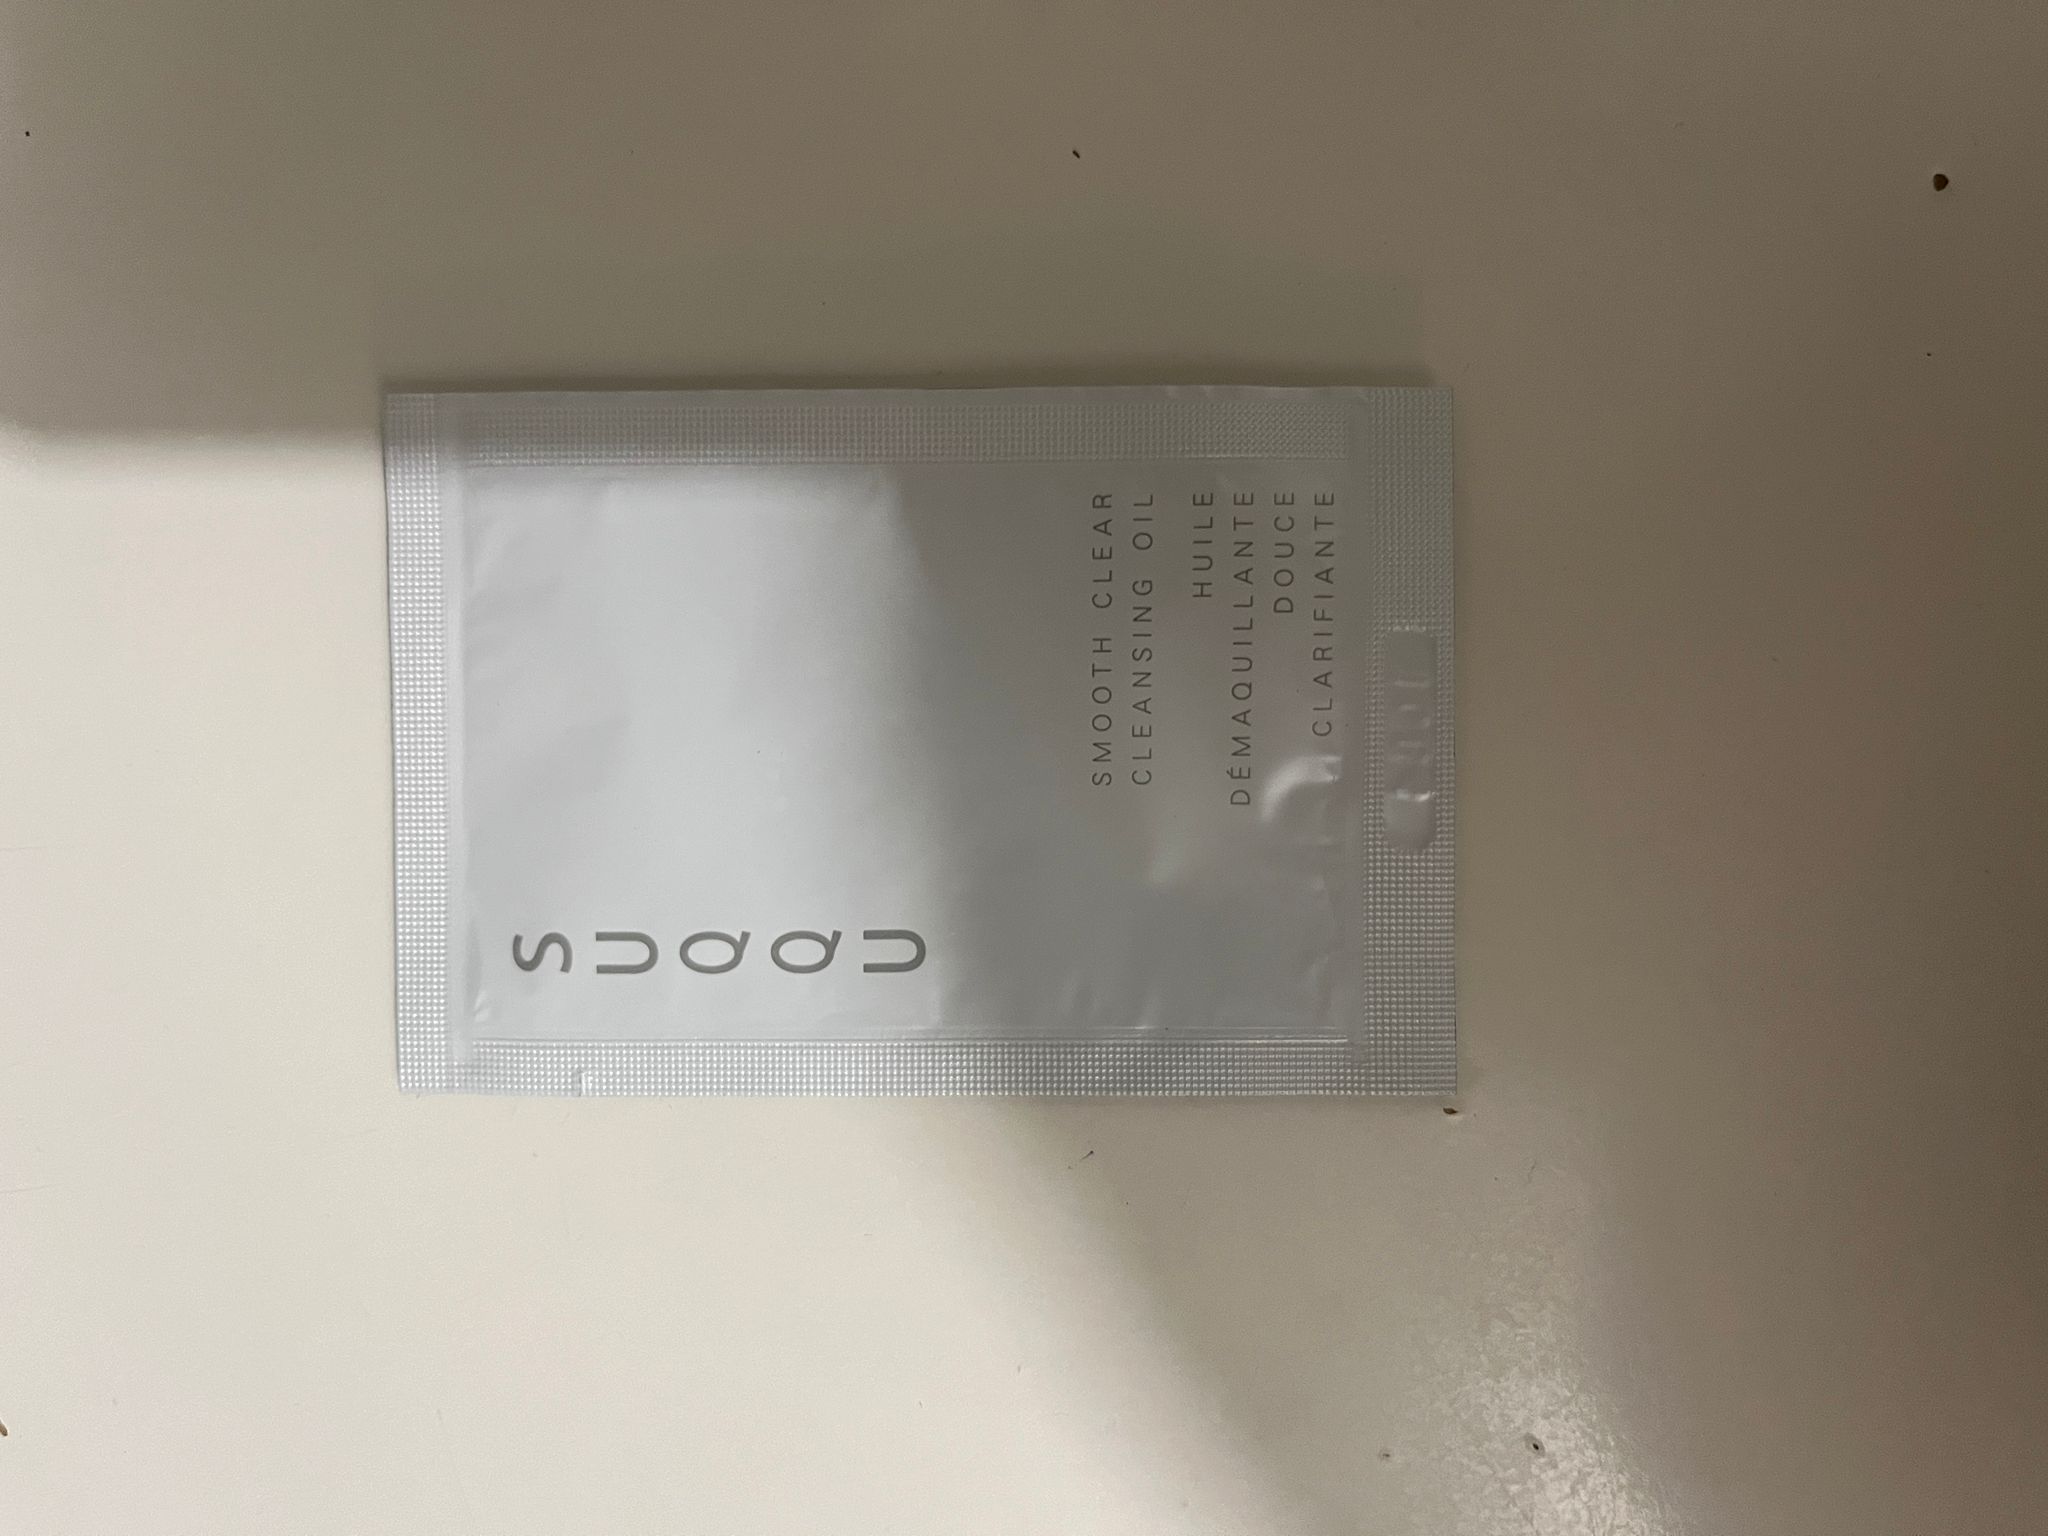 SUQQU
SMOOTH CLEAR
CLEANSING OIL
HUILE
DÉMAQUILLANTE
DOUCE
CLARIFIANTE